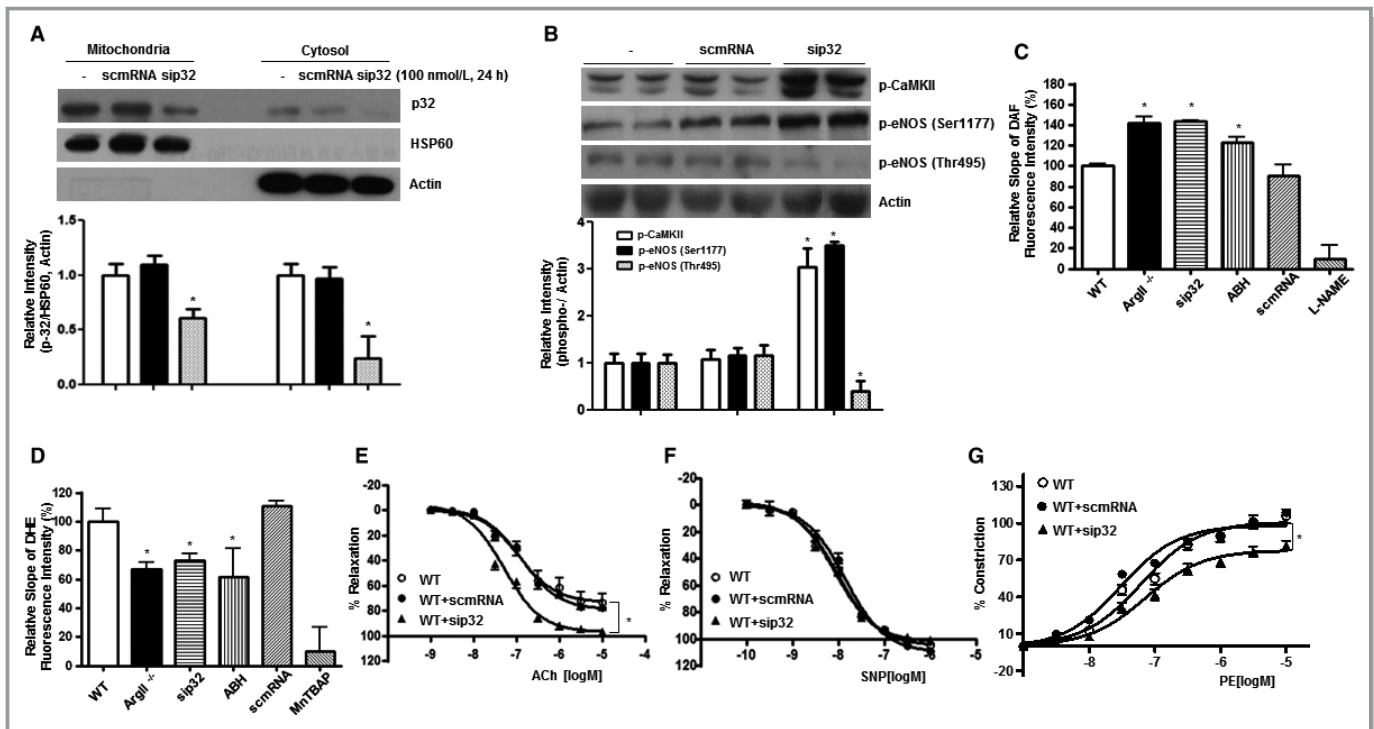 A
Mitochondria
Cytosol
- scmRNA sip32
- scmRNA sip32 (100 nmol/L, 24 h)
p32
HSP60
Actin
Relative Intensity
(p-32/HSP60, Actin)
1.5
1.0
0.5
0.0
*
*
B
- scmRNA sip32
p-CaMKII
p-eNOS (Ser1177)
p-eNOS (Thr495)
Actin
Relative Intensity
(phospho-/ Actin)
4
3
1
0
p-CaMKII
p-eNOS (Ser1177)
p-eNOS (Thr495)
* *
*
C
Relative Slope of DAF
Fluorescence Intensity (%)
180
160
140
120
100
80
60
40
20
0
* * *
WT
ArgII -/-
sip32
ABH
scmRNA
L-NAME
D
Relative Slope of DHE
Fluorescence Intensity (%)
120
100
80
60
40
20
0
* * *
WT
ArgII -/-
sip32
ABH
scmRNA
MnTBAP
E
% Relaxation
-20
0
20
40
60
80
100
120
WT
WT+scmRNA
WT+sip32
*
-9 -8 -7 -6 -5 -4
ACh [logM]
F
% Relaxation
-20
0
20
40
60
80
100
120
WT
WT+scmRNA
WT+sip32
-10 -9 -8 -7 -6 -5
SNP[logM]
G
% Constriction
130
100
70
40
10
-20
WT
WT+scmRNA
WT+sip32
*
-8 -7 -6 -5
PE[logM]